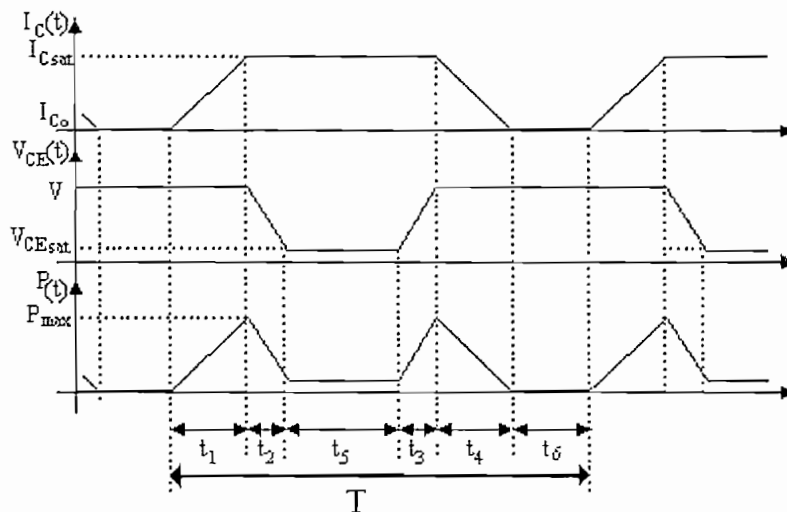 I_C(t)
I_Csat
I_Co
V_CE(t)
V
V_CEsat
P(t)
P_max
t_1 t_2 t_5 t_3 t_4 t_6
T